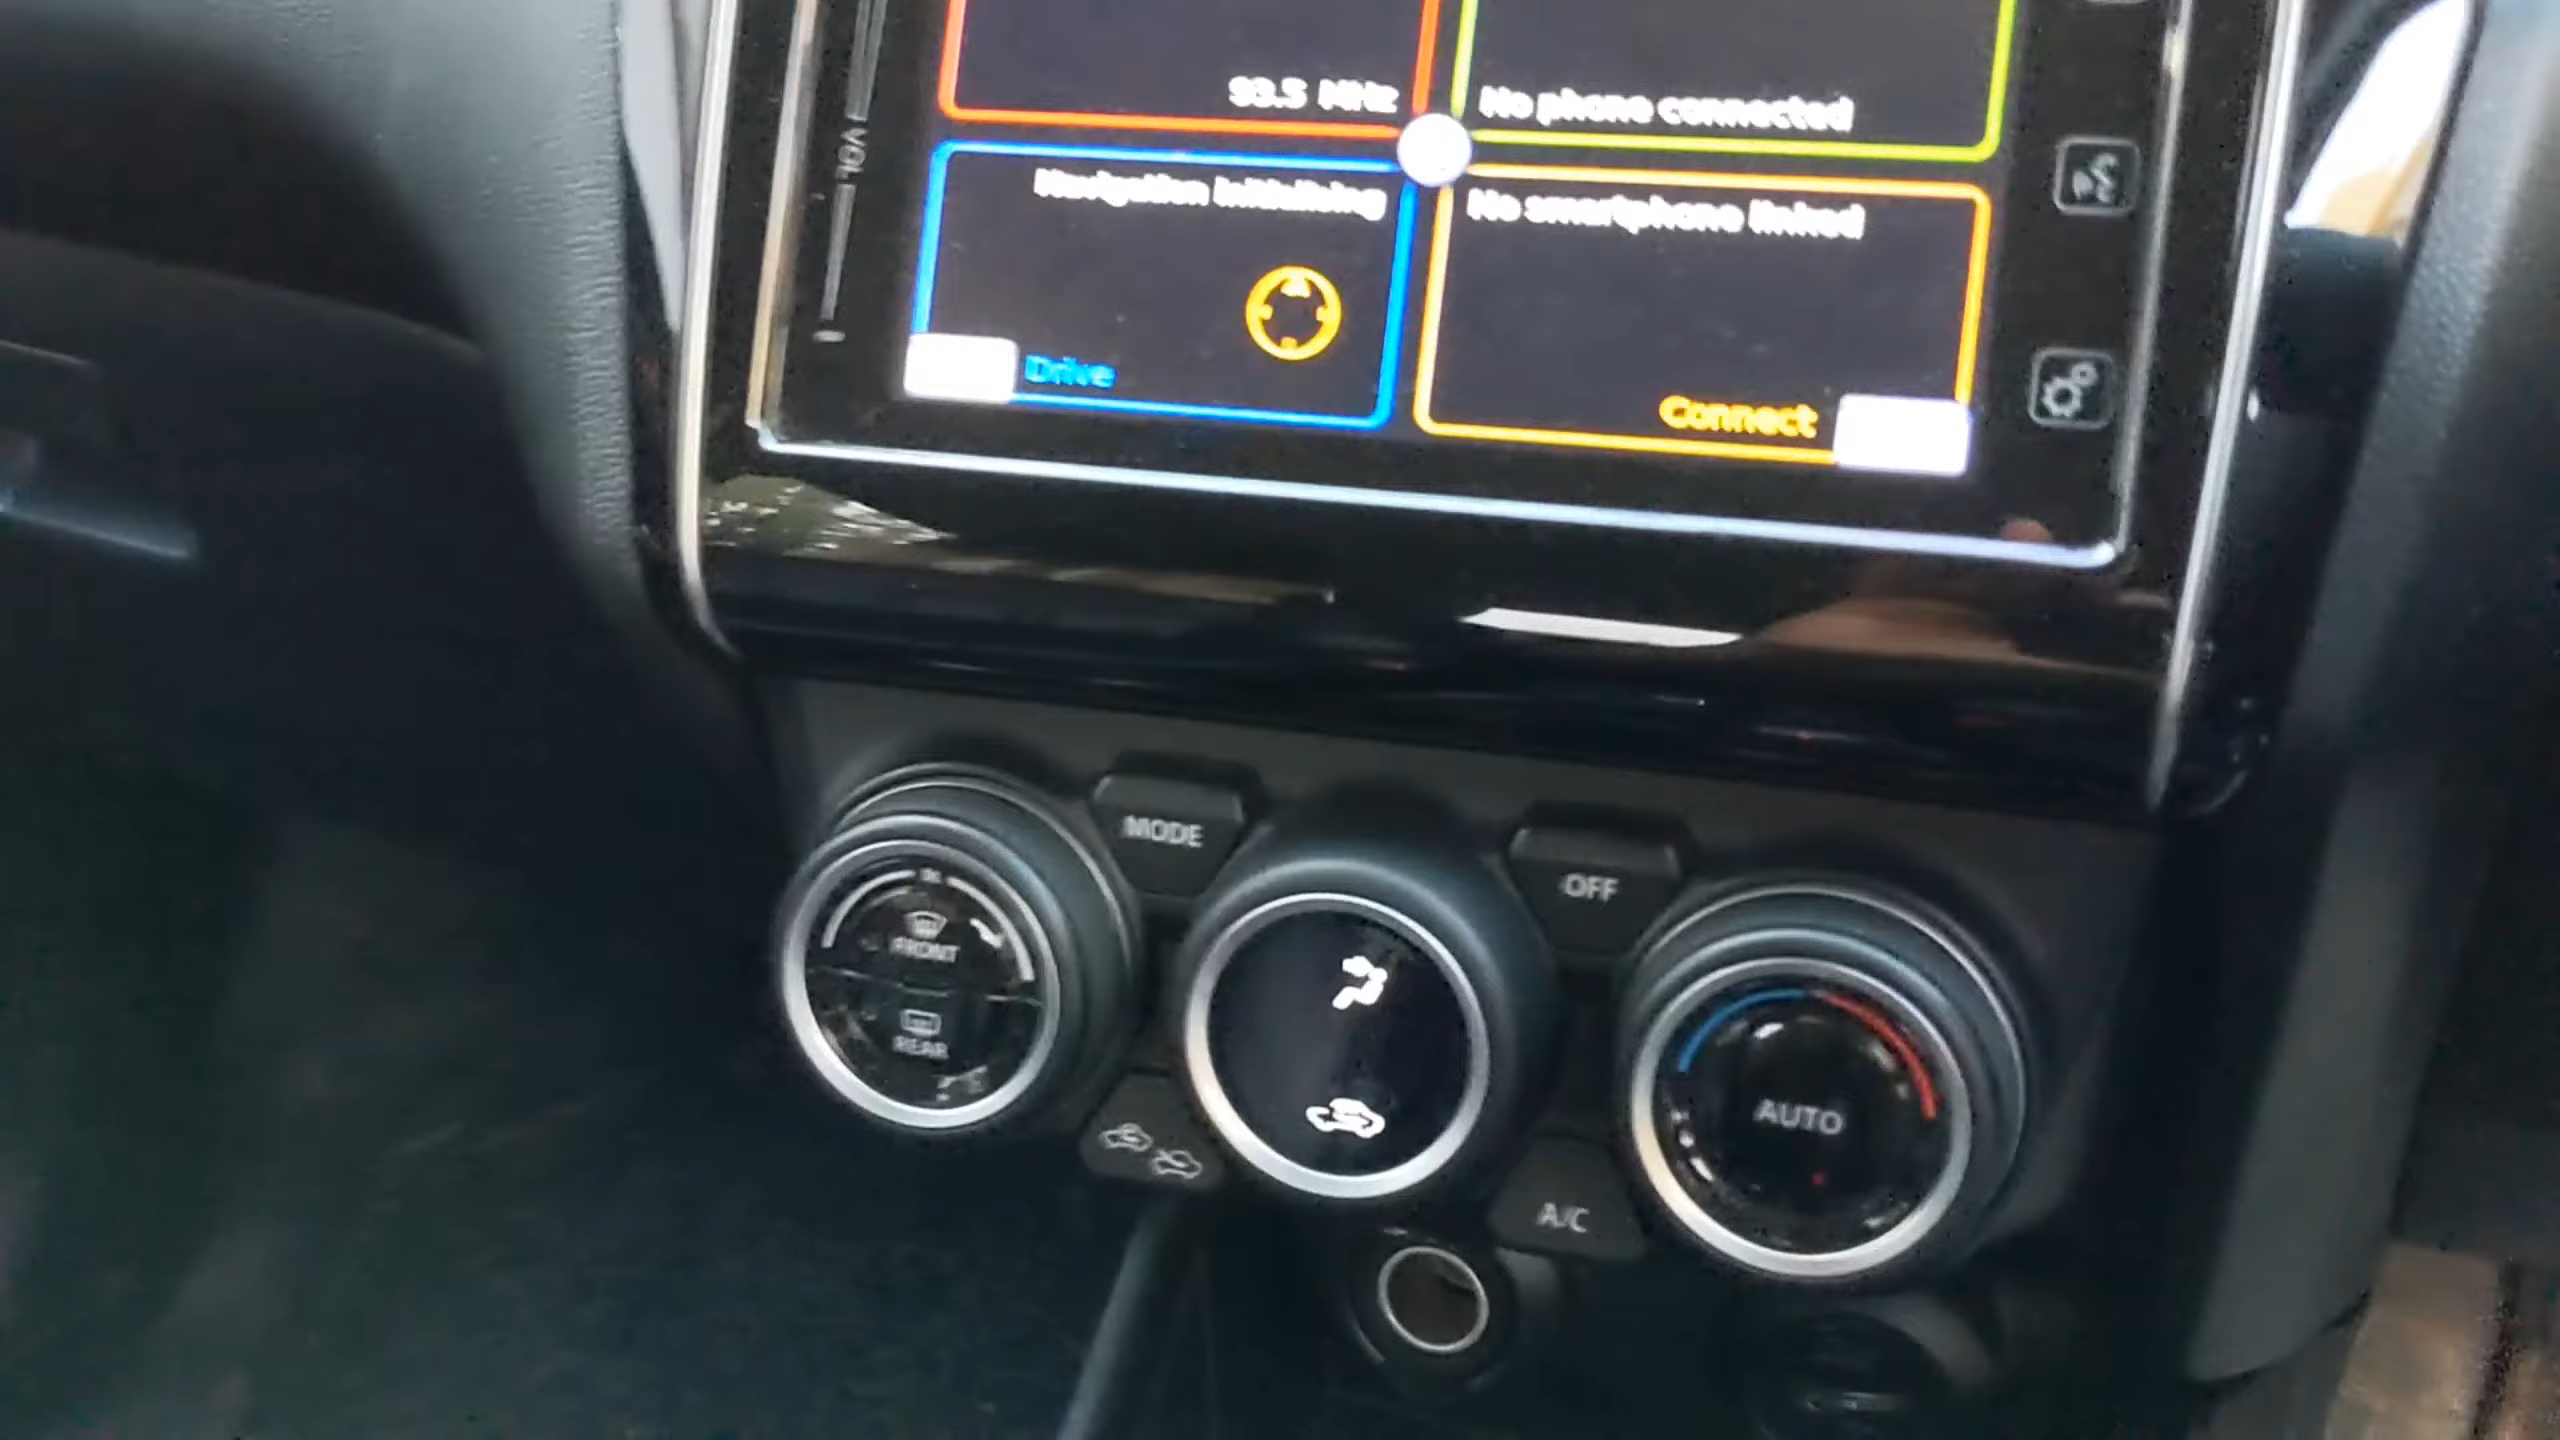 93.5 MHz
No phone connected
VOL
Navigation initialising
No smartphone linked
Drive
Connect
MODE
OFF
FRONT
REAR
AUTO
A/C